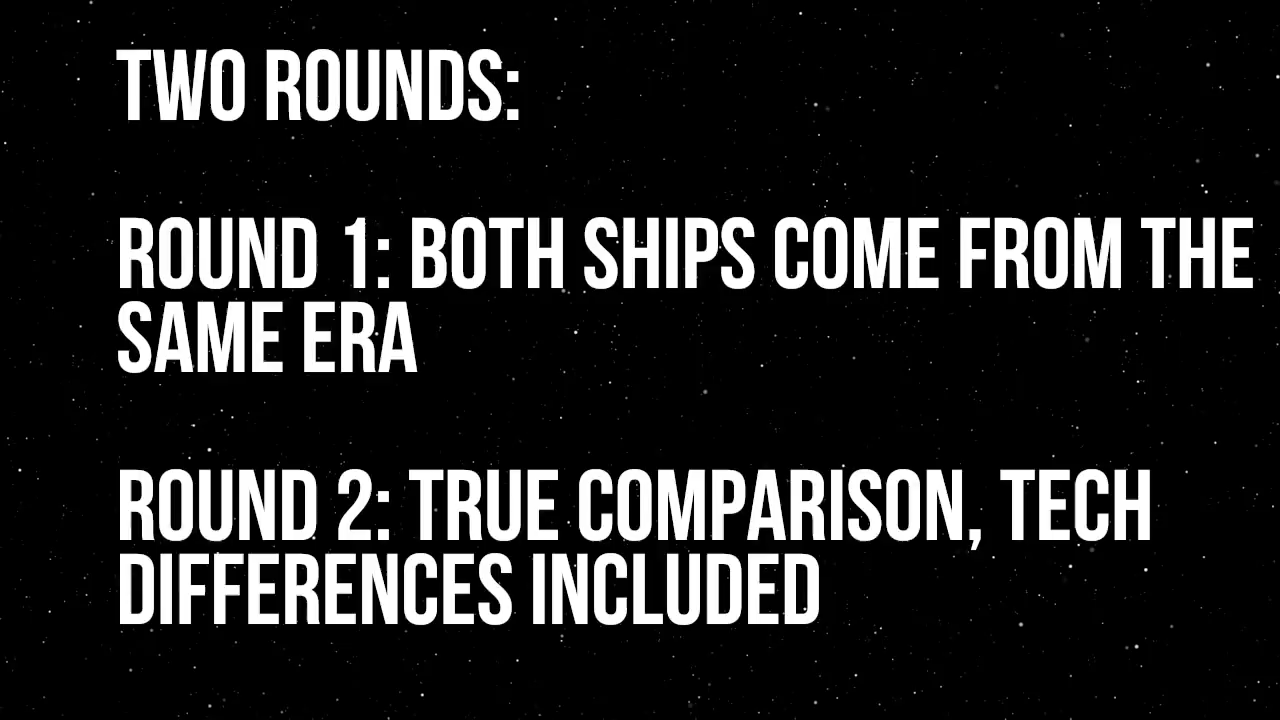 TWO ROUNDS:
ROUND 1: BOTH SHIPS COME FROM THE
SAME ERA
ROUND 2: TRUE COMPARISON, TECH
DIFFERENCES INCLUDED